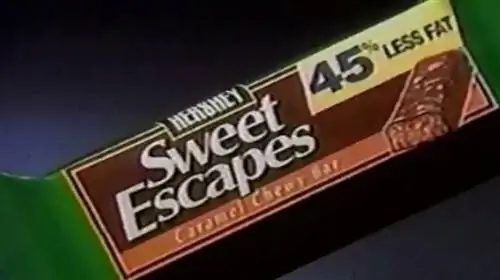 HERSHEY
Sweet
Escapes
Caramel Chewy Bar
45% LESS FAT